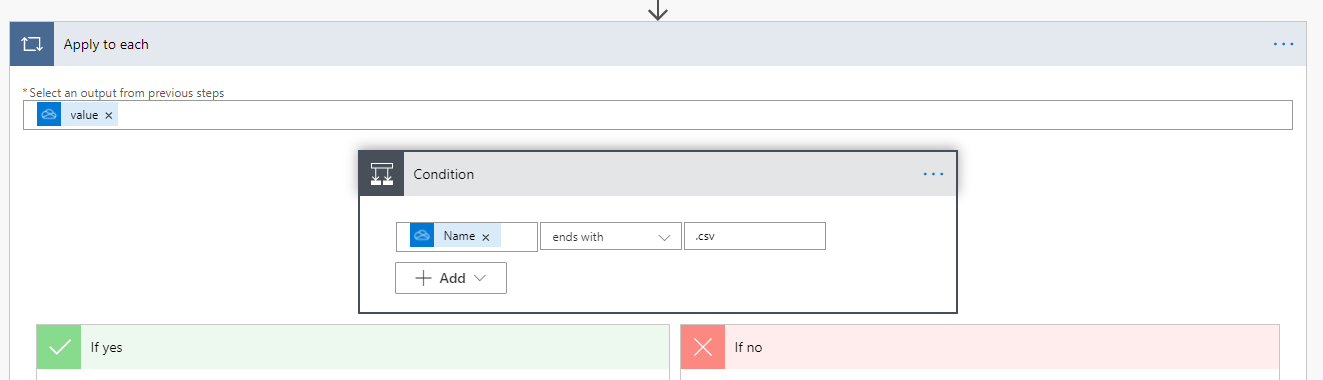 Apply to each
*Select an output from previous steps
value
Condition
Name ends with .csv
Add
If yes
If no